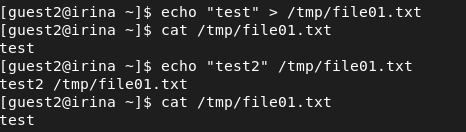 [guest2@irina ~]$ echo "test" > /tmp/file01.txt
[guest2@irina ~]$ cat /tmp/file01.txt
test
[guest2@irina ~]$ echo "test2" /tmp/file01.txt
test2 /tmp/file01.txt
[guest2@irina ~]$ cat /tmp/file01.txt
test